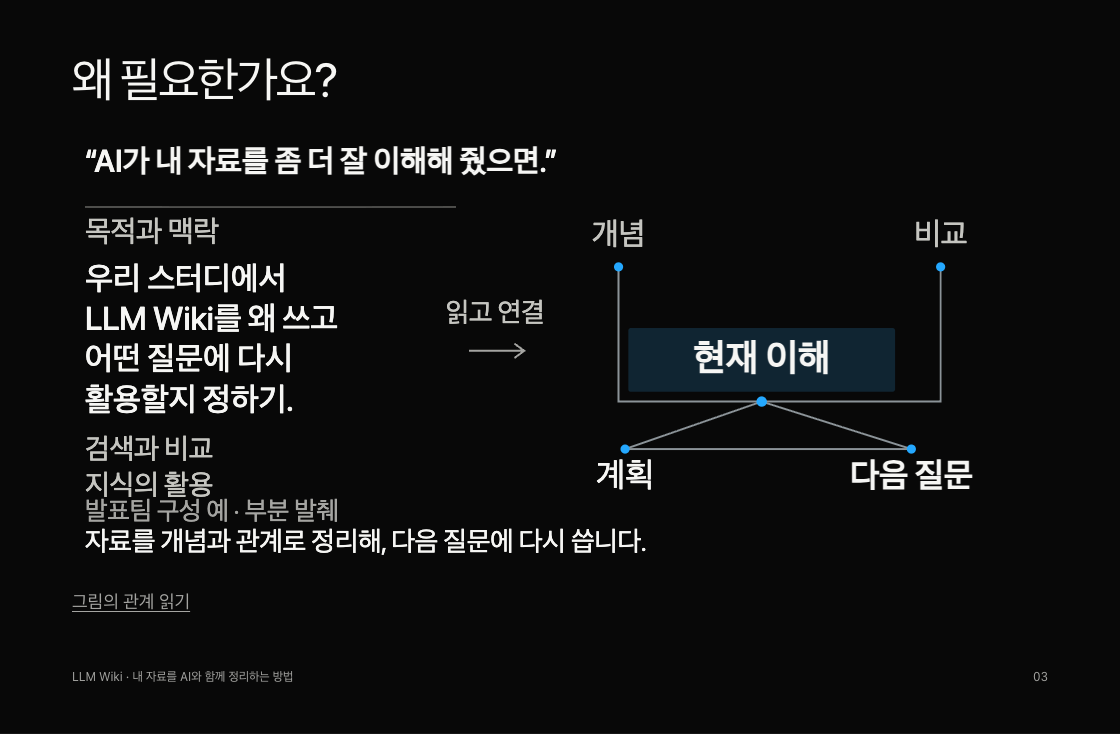 왜 필요한가요?
“AI가 내 자료를 좀 더 잘 이해해 줬으면.”
목적과 맥락
우리 스터디에서
LLM Wiki를 왜 쓰고
어떤 질문에 다시
활용할지 정하기.
검색과 비교
지식의 활용
발표팀 구성 예 · 부분 발췌
읽고 연결
개념
비교
현재 이해
계획
다음 질문
자료를 개념과 관계로 정리해, 다음 질문에 다시 씁니다.
그림의 관계 읽기
LLM Wiki · 내 자료를 AI와 함께 정리하는 방법
03